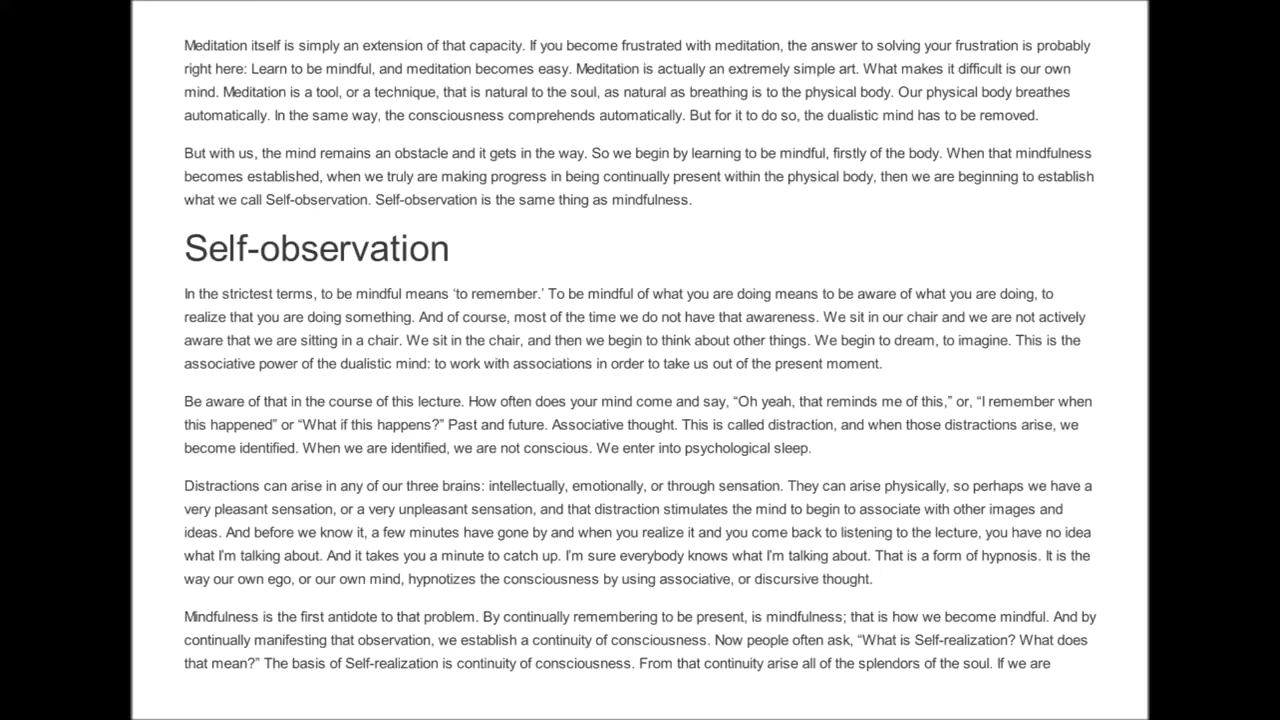 Meditation itself is simply an extension of that capacity. If you become frustrated with meditation, the answer to solving your frustration is probably
right here: Learn to be mindful, and meditation becomes easy. Meditation is actually an extremely simple art. What makes it difficult is our own
mind. Meditation is a tool, or a technique, that is natural to the soul, as natural as breathing is to the physical body. Our physical body breathes
automatically. In the same way, the consciousness comprehends automatically. But for it to do so, the dualistic mind has to be removed.
But with us, the mind remains an obstacle and it gets in the way. So we begin by learning to be mindful, firstly of the body. When that mindfulness
becomes established, when we truly are making progress in being continually present within the physical body, then we are beginning to establish
what we call Self-observation. Self-observation is the same thing as mindfulness.
Self-observation
In the strictest terms, to be mindful means ‘to remember.’ To be mindful of what you are doing means to be aware of what you are doing, to
realize that you are doing something. And of course, most of the time we do not have that awareness. We sit in our chair and we are not actively
aware that we are sitting in a chair. We sit in the chair, and then we begin to think about other things. We begin to dream, to imagine. This is the
associative power of the dualistic mind: to work with associations in order to take us out of the present moment.
Be aware of that in the course of this lecture. How often does your mind come and say, “Oh yeah, that reminds me of this,” or, “I remember when
this happened” or “What if this happens?” Past and future. Associative thought. This is called distraction, and when those distractions arise, we
become identified. When we are identified, we are not conscious. We enter into psychological sleep.
Distractions can arise in any of our three brains: intellectually, emotionally, or through sensation. They can arise physically, so perhaps we have a
very pleasant sensation, or a very unpleasant sensation, and that distraction stimulates the mind to begin to associate with other images and
ideas. And before we know it, a few minutes have gone by and when you realize it and you come back to listening to the lecture, you have no idea
what I’m talking about. And it takes you a minute to catch up. I’m sure everybody knows what I’m talking about. That is a form of hypnosis. It is the
way our own ego, or our own mind, hypnotizes the consciousness by using associative, or discursive thought.
Mindfulness is the first antidote to that problem. By continually remembering to be present, is mindfulness; that is how we become mindful. And by
continually manifesting that observation, we establish a continuity of consciousness. Now people often ask, “What is Self-realization? What does
that mean?” The basis of Self-realization is continuity of consciousness. From that continuity arise all of the splendors of the soul. If we are